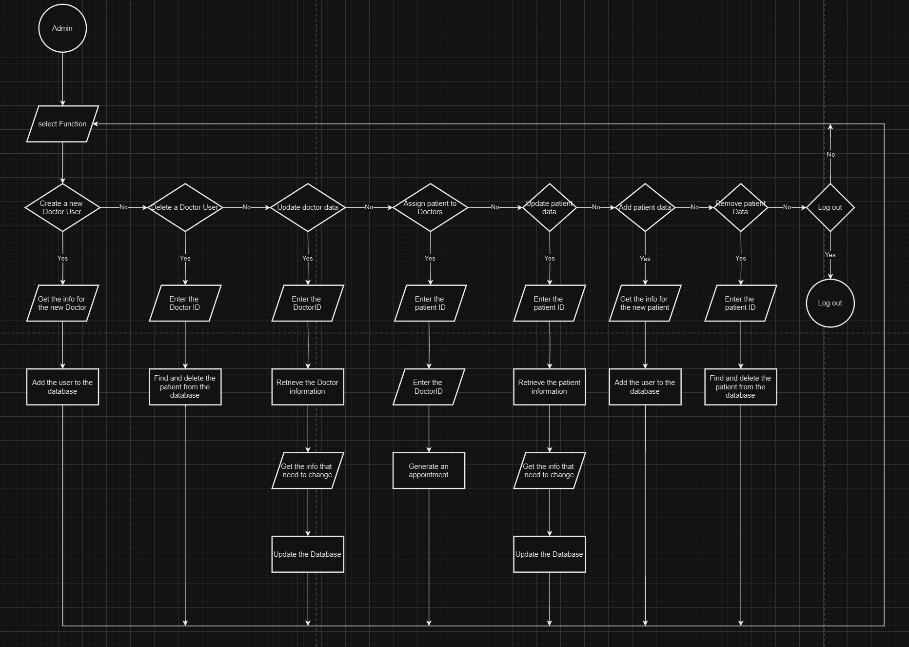 Admin
select Function
Create a new
Doctor User
No
Delete a Doctor User
No
Update doctor data
No
Assign patient to
Doctors
No
Update patient
data
No
Add patient data
No
Remove patient
Data
No
Log out
No
Yes
Yes
Yes
Yes
Yes
Yes
Yes
Yes
Get the info for
the new Doctor
Enter the
Doctor ID
Enter the
DoctorID
Enter the
patient ID
Enter the
patient ID
Get the info for
the new patient
Enter the
patient ID
Log out
Add the user to the
database
Find and delete the
patient from the
database
Retrieve the Doctor
information
Enter the
DoctorID
Retrieve the patient
information
Add the user to the
database
Find and delete the
patient from the
database
Get the info that
need to change
Generate an
appointment
Get the info that
need to change
Update the Database
Update the Database